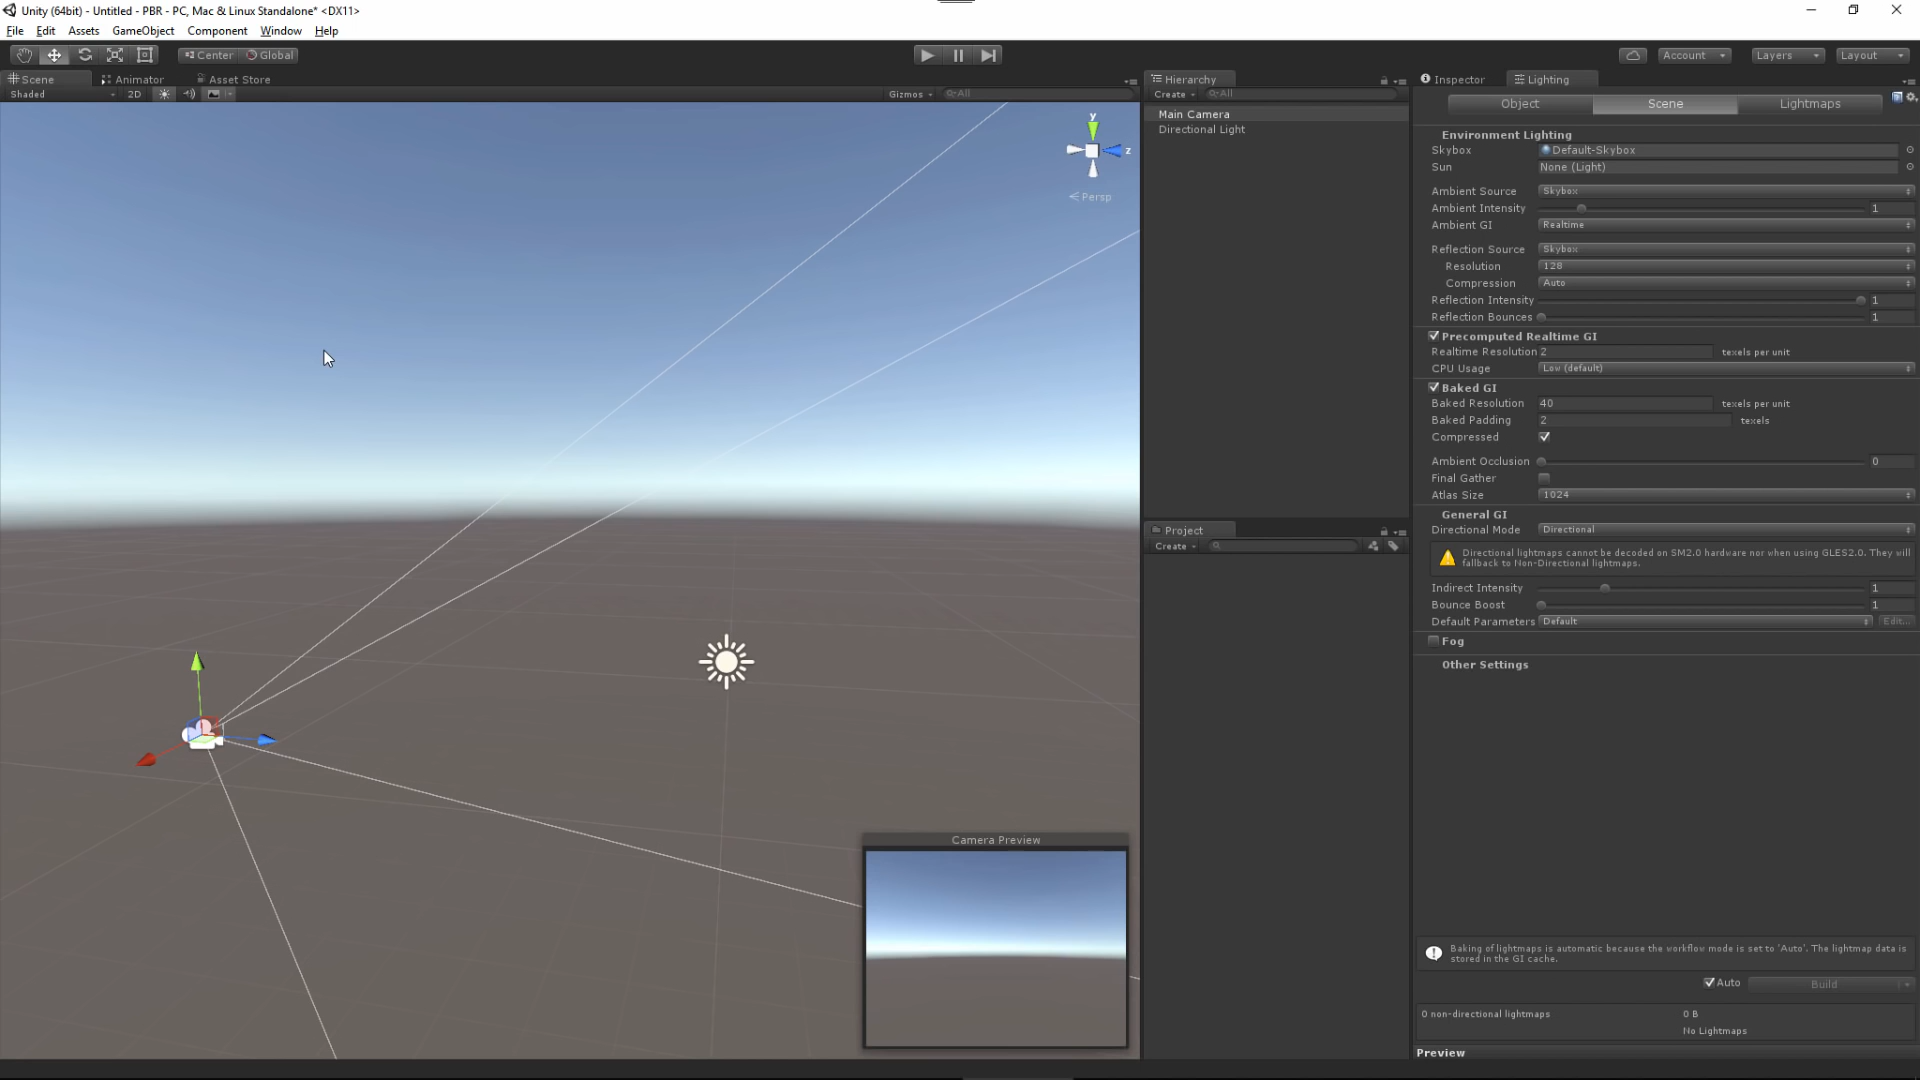 Unity (64bit) - Untitled - PBR - PC, Mac & Linux Standalone* <DX11>
File Edit Assets GameObject Component Window Help
Center Global
Account Layers Layout
Scene Animator Asset Store
Shaded 2D Gizmos All
y
z
Persp
Camera Preview
Hierarchy
Create All
Main Camera
Directional Light
Project
Create
Inspector Lighting
Object Scene Lightmaps
Environment Lighting
Skybox Default-Skybox
Sun None (Light)
Ambient Source Skybox
Ambient Intensity 1
Ambient GI Realtime
Reflection Source Skybox
Resolution 128
Compression Auto
Reflection Intensity 1
Reflection Bounces 1
Precomputed Realtime GI
Realtime Resolution 2 texels per unit
CPU Usage Low (default)
Baked GI
Baked Resolution 40 texels per unit
Baked Padding 2 texels
Compressed
Ambient Occlusion 0
Final Gather
Atlas Size 1024
General GI
Directional Mode Directional
Directional lightmaps cannot be decoded on SM2.0 hardware nor when using GLES2.0. They will
fallback to Non-Directional lightmaps.
Indirect Intensity 1
Bounce Boost 1
Default Parameters Default Edit...
Fog
Other Settings
Baking of lightmaps is automatic because the workflow mode is set to 'Auto'. The lightmap data is
stored in the GI cache.
Auto Build
0 non-directional lightmaps 0 B
No Lightmaps
Preview